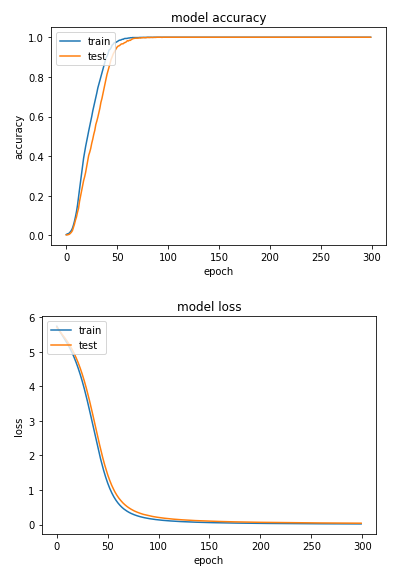 model accuracy
train
test
1.0
0.8
0.6
0.4
0.2
0.0
accuracy
0 50 100 150 200 250 300
epoch
model loss
train
test
6
5
4
3
2
1
0
loss
0 50 100 150 200 250 300
epoch